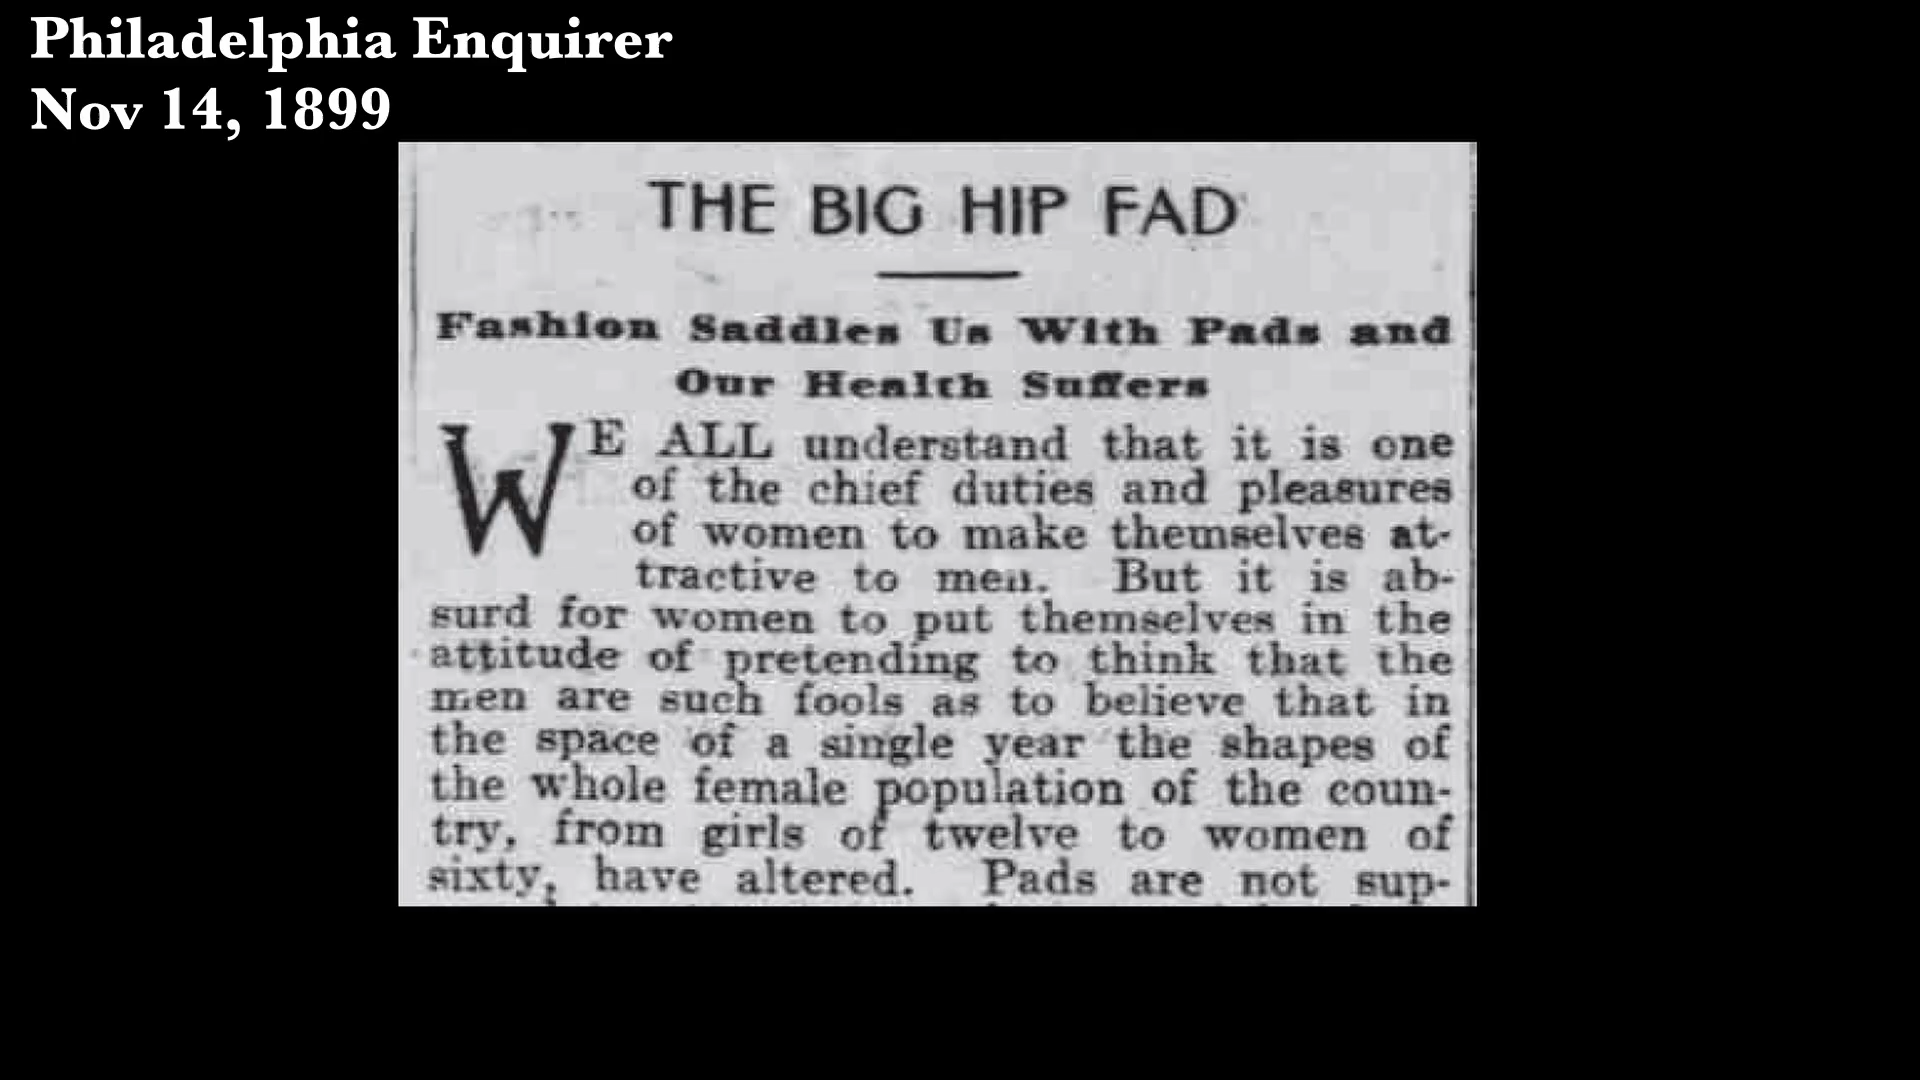 Philadelphia Enquirer
Nov 14, 1899
THE BIG HIP FAD
Fashion Saddles Us With Pads and
Our Health Suffers
WE ALL understand that it is one
of the chief duties and pleasures
of women to make themselves at-
tractive to men. But it is ab-
surd for women to put themselves in the
attitude of pretending to think that the
men are such fools as to believe that in
the space of a single year the shapes of
the whole female population of the coun-
try, from girls of twelve to women of
sixty, have altered. Pads are not sup-